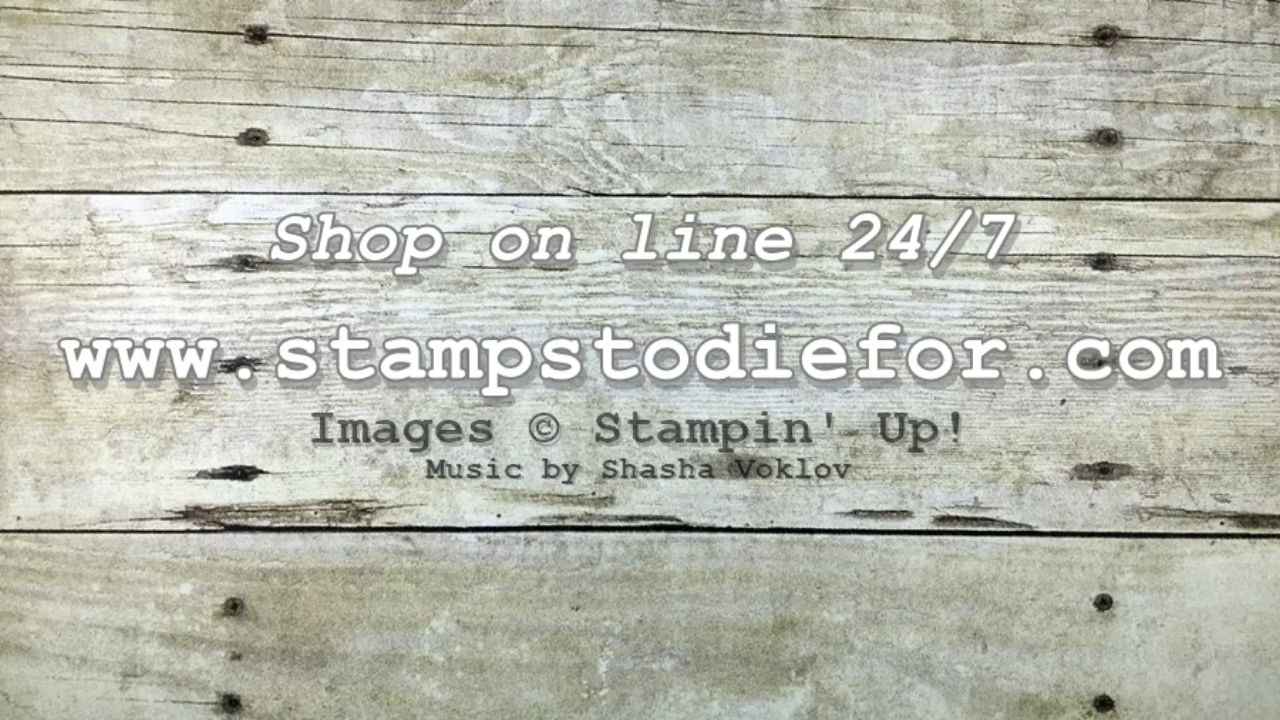 Shop on line 24/7
www.stampstodiefor.com
Images © Stampin' Up!
Music by Shasha Voklov